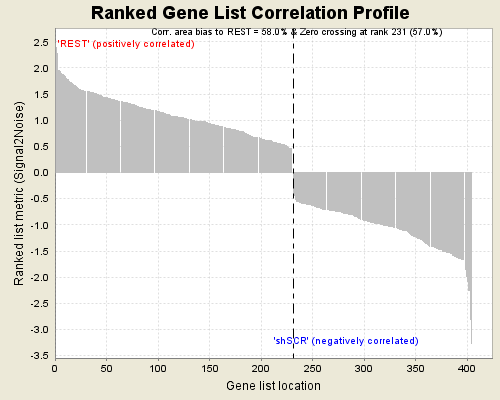 Ranked Gene List Correlation Profile
Corr. area bias to REST = 58.0% & Zero crossing at rank 231 (57.0%)
'REST' (positively correlated)
2.5
2.0
1.5
1.0
0.5
0.0
-0.5
-1.0
-1.5
-2.0
-2.5
-3.0
-3.5
Ranked list metric (Signal2Noise)
'shSCR' (negatively correlated)
0 50 100 150 200 250 300 350 400
Gene list location